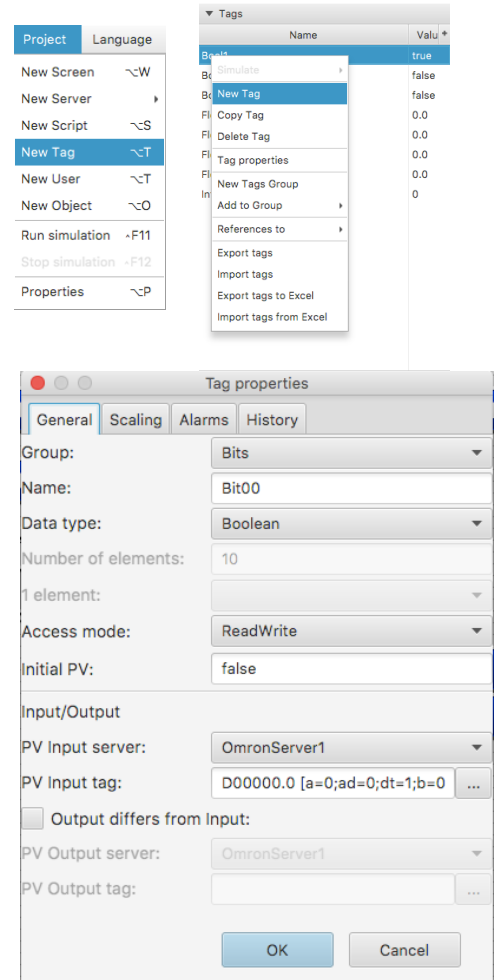 Project Language
New Screen ⌥W
New Server
New Script ⌥S
New Tag ⌥T
New User ⌥T
New Object ⌥O
Run simulation ⌃F11
Stop simulation ⌃F12
Properties ⌥P
Tags
Name Valu +
true
false
false
0.0
0.0
0.0
0.0
0
Simulate
New Tag
Copy Tag
Delete Tag
Tag properties
New Tags Group
Add to Group
References to
Export tags
Import tags
Export tags to Excel
Import tags from Excel
Tag properties
General Scaling Alarms History
Group: Bits
Name: Bit00
Data type: Boolean
Number of elements: 10
1 element:
Access mode: ReadWrite
Initial PV: false
Input/Output
PV Input server: OmronServer1
PV Input tag: D00000.0 [a=0;ad=0;dt=1;b=0 ...
Output differs from Input:
PV Output server: OmronServer1
PV Output tag: ...
OK Cancel